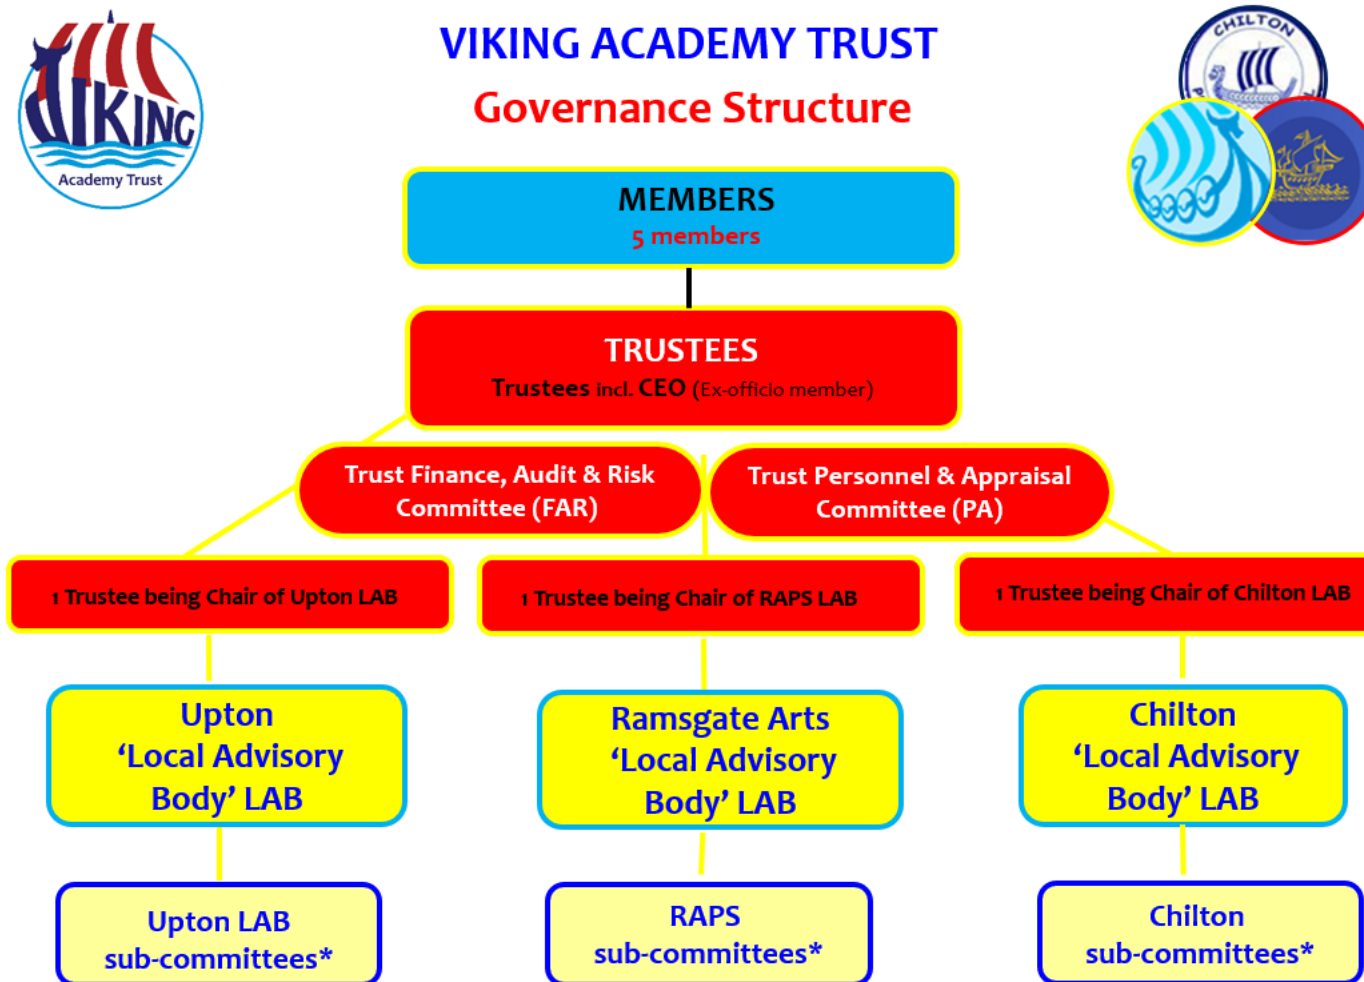 VIKING ACADEMY TRUST
Governance Structure
VIKING
Academy Trust
CHILTON
MEMBERS
5 members
TRUSTEES
Trustees incl. CEO (Ex-officio member)
Trust Finance, Audit & Risk
Committee (FAR)
Trust Personnel & Appraisal
Committee (PA)
1 Trustee being Chair of Upton LAB
1 Trustee being Chair of RAPS LAB
1 Trustee being Chair of Chilton LAB
Upton
‘Local Advisory
Body’ LAB
Ramsgate Arts
‘Local Advisory
Body’ LAB
Chilton
‘Local Advisory
Body’ LAB
Upton LAB
sub-committees*
RAPS
sub-committees*
Chilton
sub-committees*